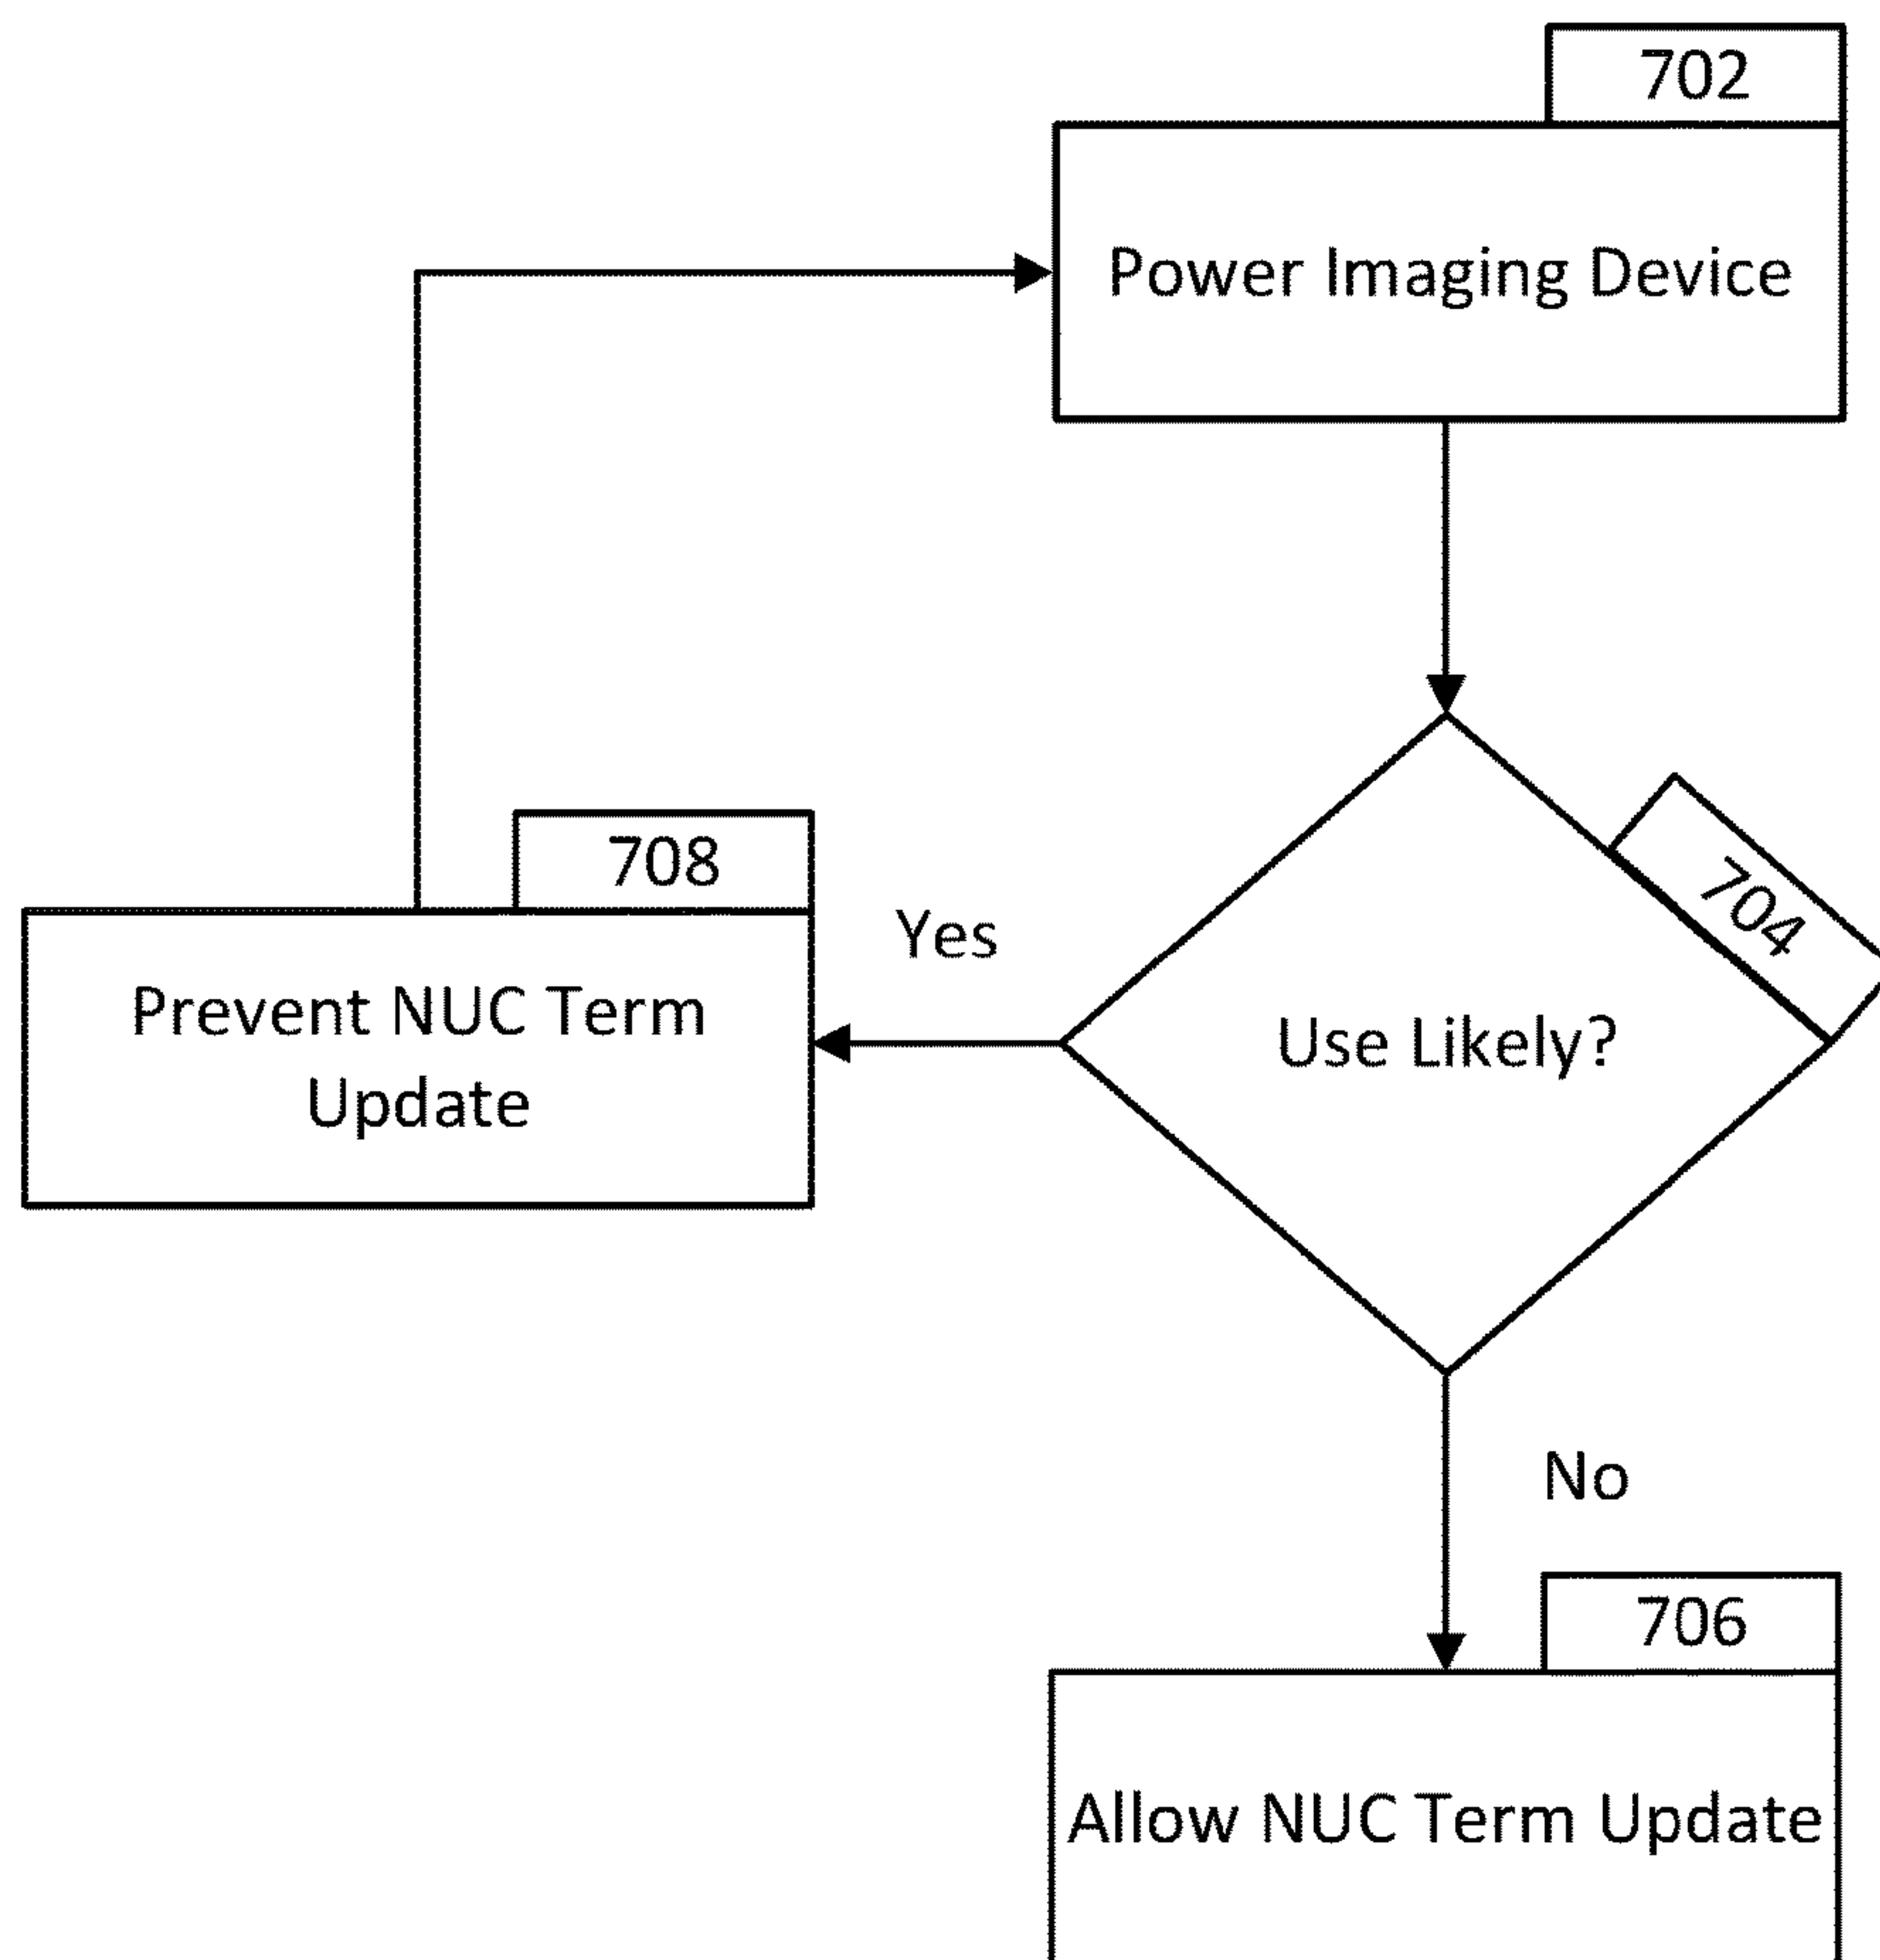 702
Power Imaging Device
704
Use Likely?
Yes
708
Prevent NUC Term
Update
No
706
Allow NUC Term Update